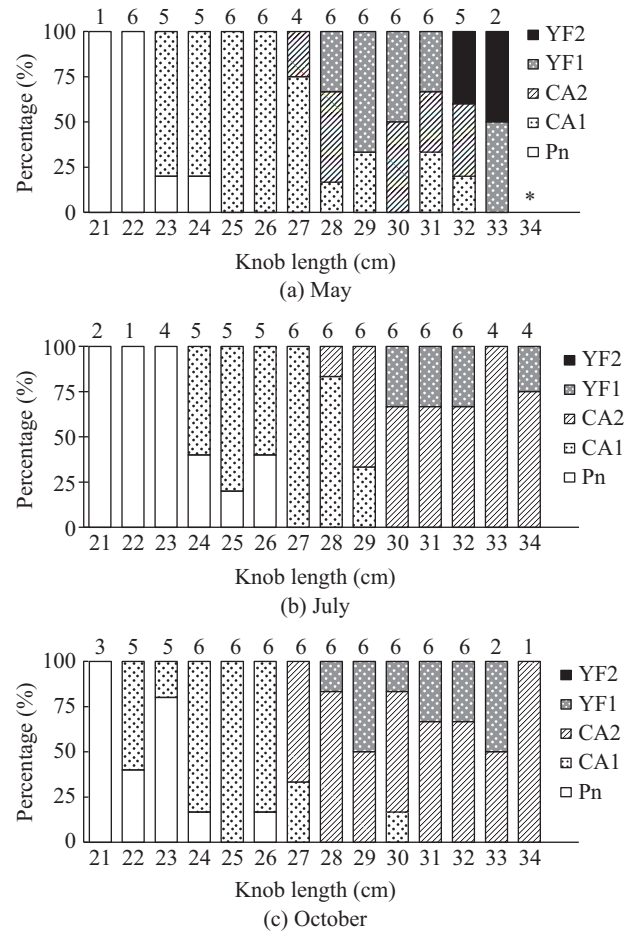 1 6 5 5 6 6 4 6 6 6 6 5 2
100
75
50
25
0
Percentage (%)
*
21 22 23 24 25 26 27 28 29 30 31 32 33 34
Knob length (cm)
(a) May
YF2
YF1
CA2
CA1
Pn
2 1 4 5 5 5 6 6 6 6 6 6 4 4
100
75
50
25
0
Percentage (%)
21 22 23 24 25 26 27 28 29 30 31 32 33 34
Knob length (cm)
(b) July
YF2
YF1
CA2
CA1
Pn
3 5 5 6 6 6 6 6 6 6 6 6 2 1
100
75
50
25
0
Percentage (%)
21 22 23 24 25 26 27 28 29 30 31 32 33 34
Knob length (cm)
(c) October
YF2
YF1
CA2
CA1
Pn